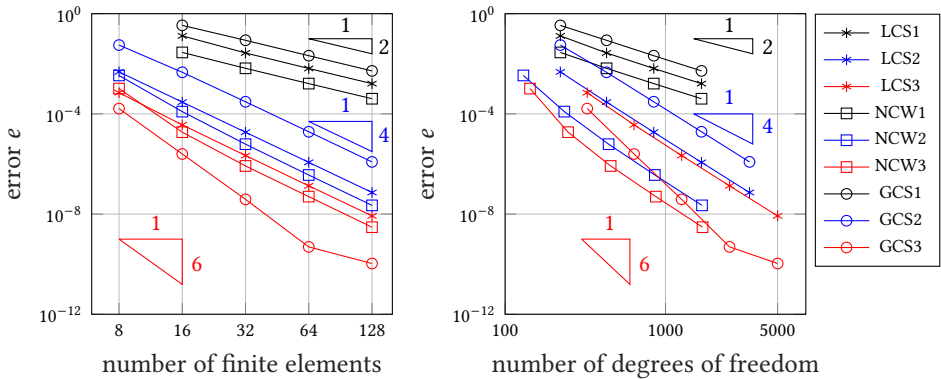 10^0
10^−4
10^−8
10^−12
error e
8
16
32
64
128
number of finite elements
1
2
1
4
1
6
10^0
10^−4
10^−8
10^−12
error e
100
1000
5000
number of degrees of freedom
1
2
1
4
1
6
LCS1
LCS2
LCS3
NCW1
NCW2
NCW3
GCS1
GCS2
GCS3